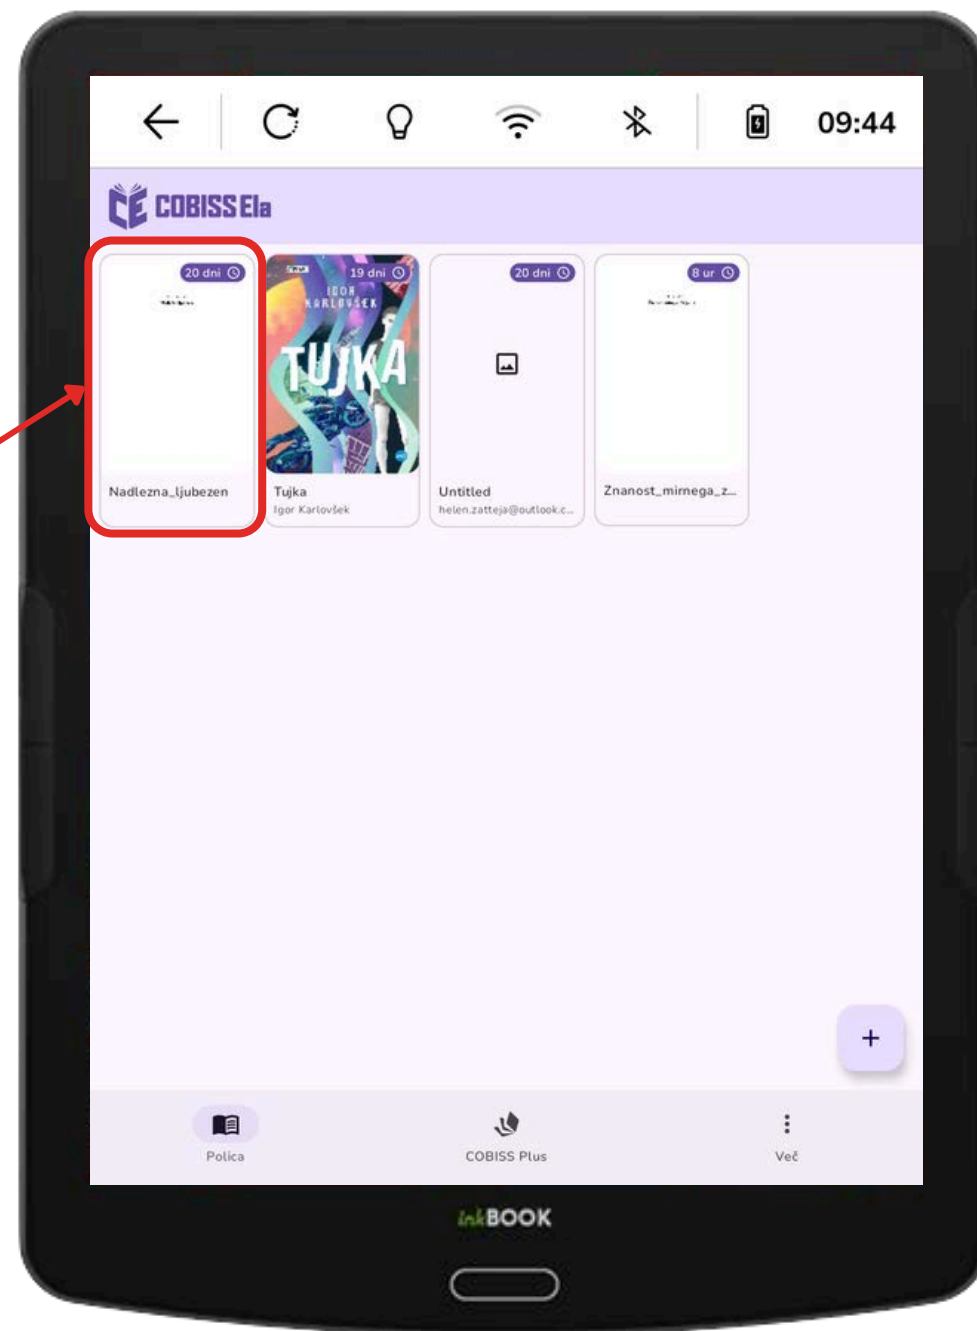 09:44
COBISS Ela
20 dni
19 dni
20 dni
8 ur
IGOR
KARLOVŠEK
TUJKA
Nadlezna_ljubezen
Tujka
Igor Karlovšek
Untitled
helen.zatteja@outlook.c...
Znanost_mirnega_z...
Polica
COBISS Plus
Več
inkBOOK